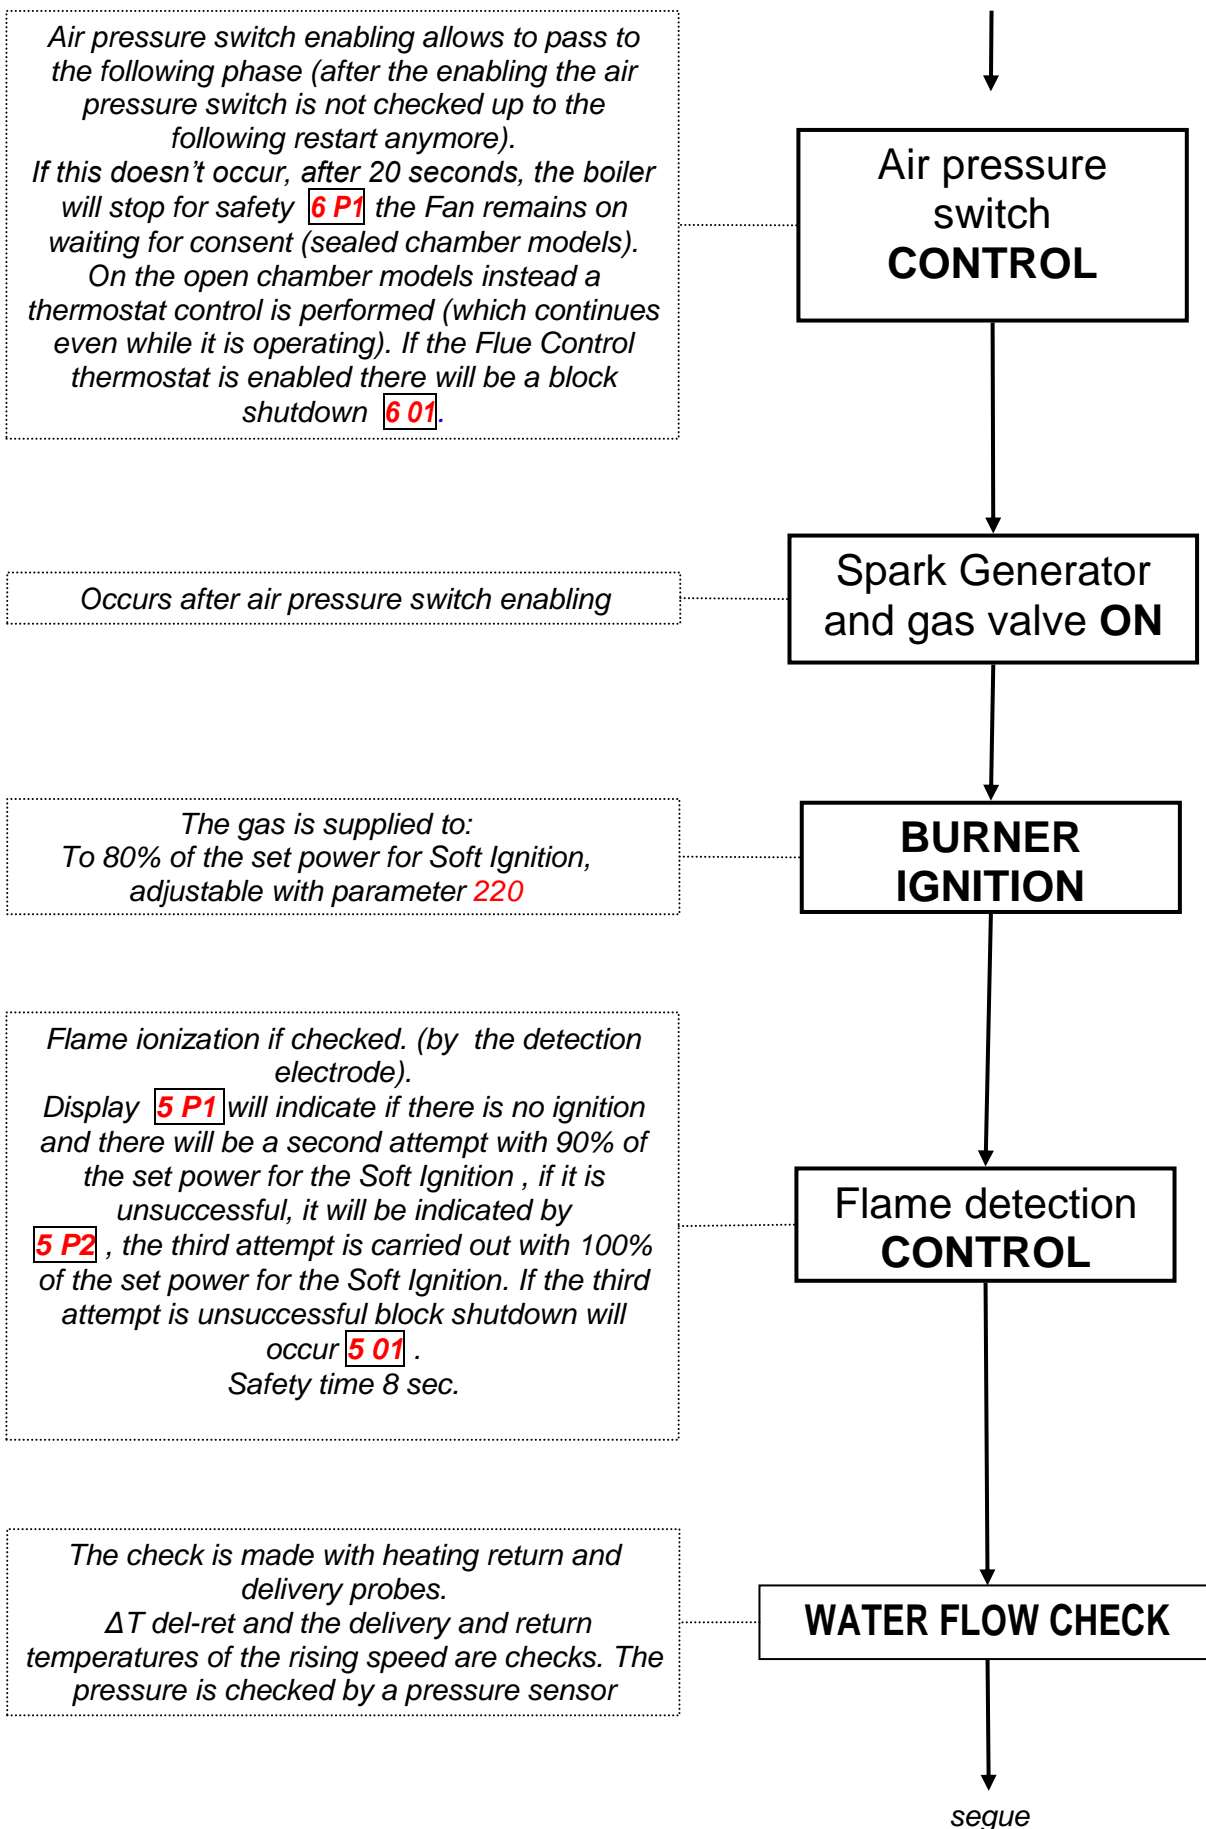 Air pressure switch enabling allows to pass to
the following phase (after the enabling the air
pressure switch is not checked up to the
following restart anymore).
If this doesn't occur, after 20 seconds, the boiler
will stop for safety 6 P1 the Fan remains on
waiting for consent (sealed chamber models).
On the open chamber models instead a
thermostat control is performed (which continues
even while it is operating). If the Flue Control
thermostat is enabled there will be a block
shutdown 6 01.
Air pressure
switch
CONTROL
Occurs after air pressure switch enabling
Spark Generator
and gas valve ON
The gas is supplied to:
To 80% of the set power for Soft Ignition,
adjustable with parameter 220
BURNER
IGNITION
Flame ionization if checked. (by the detection
electrode).
Display 5 P1 will indicate if there is no ignition
and there will be a second attempt with 90% of
the set power for the Soft Ignition , if it is
unsuccessful, it will be indicated by
5 P2 , the third attempt is carried out with 100%
of the set power for the Soft Ignition. If the third
attempt is unsuccessful block shutdown will
occur 5 01 .
Safety time 8 sec.
Flame detection
CONTROL
The check is made with heating return and
delivery probes.
ΔT del-ret and the delivery and return
temperatures of the rising speed are checks. The
pressure is checked by a pressure sensor
WATER FLOW CHECK
segue